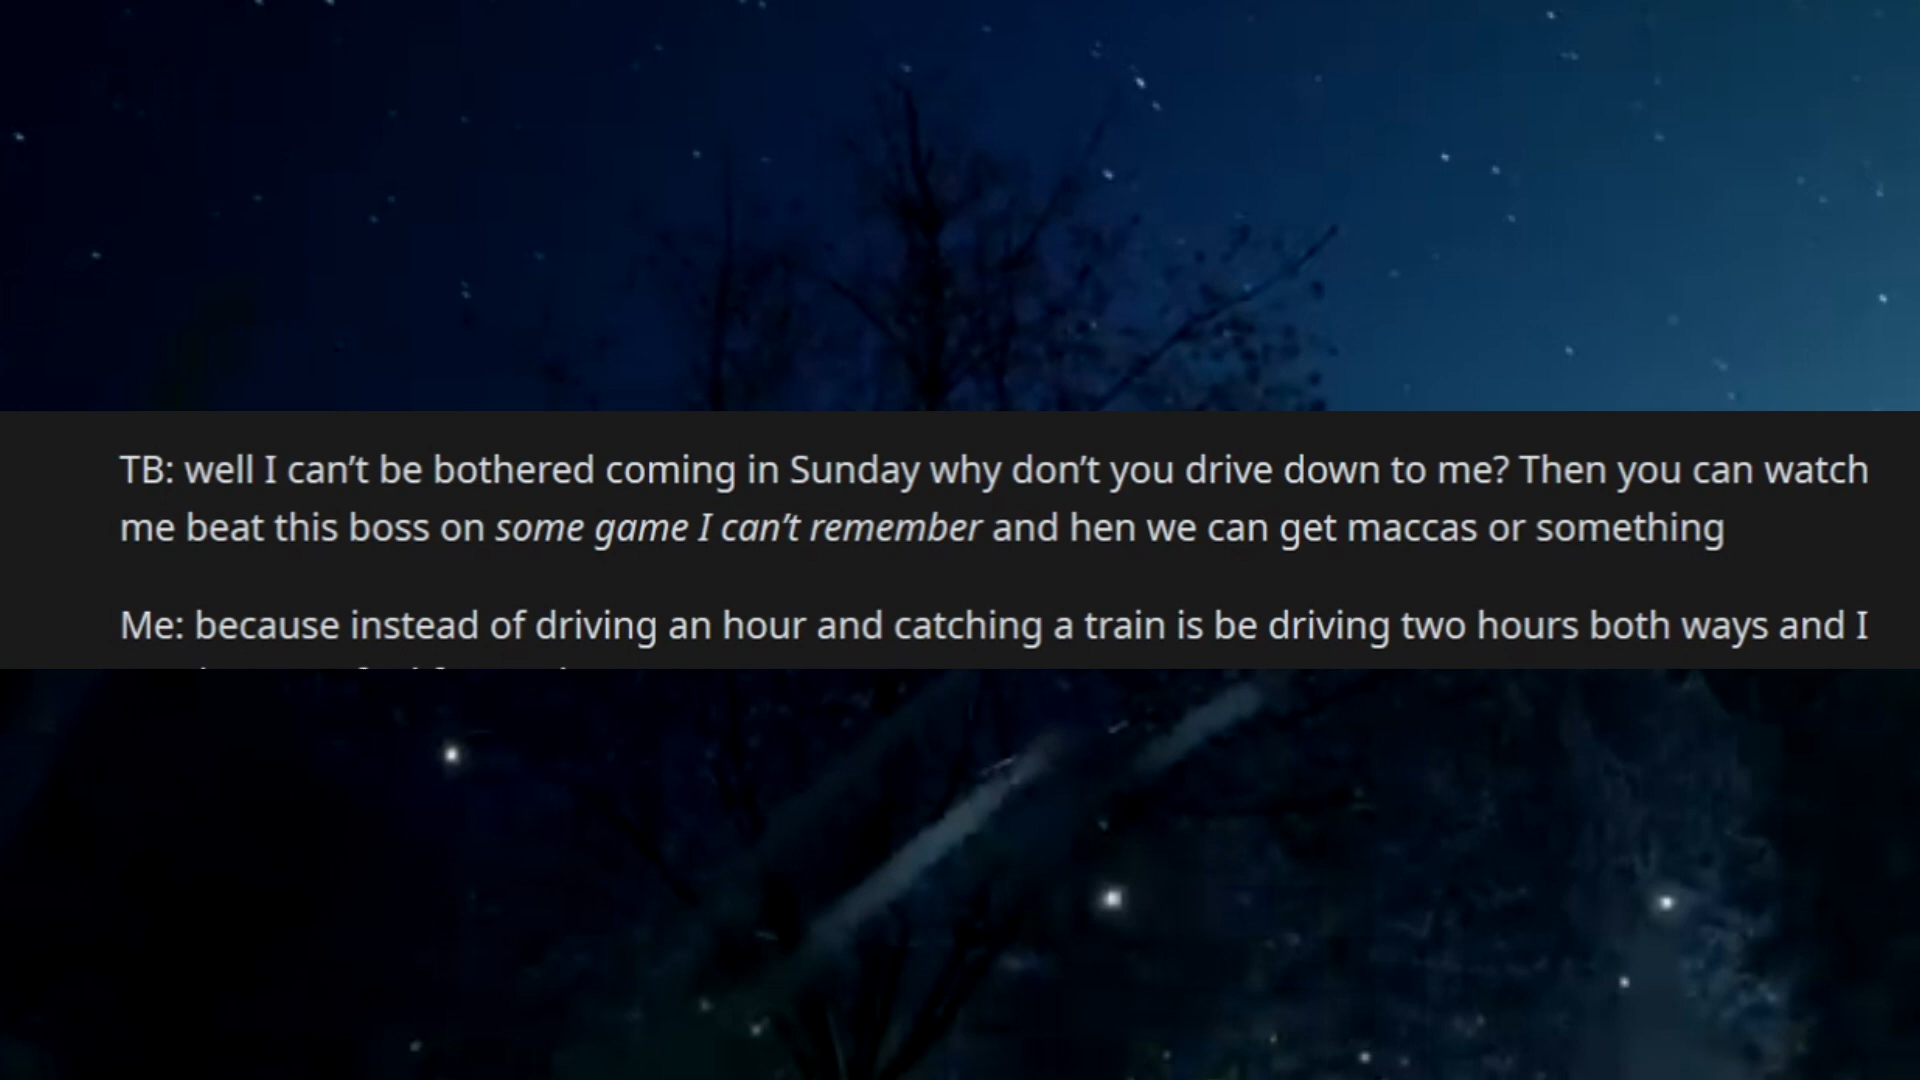 TB: well I can’t be bothered coming in Sunday why don’t you drive down to me? Then you can watch
me beat this boss on some game I can’t remember and hen we can get maccas or something
Me: because instead of driving an hour and catching a train is be driving two hours both ways and I